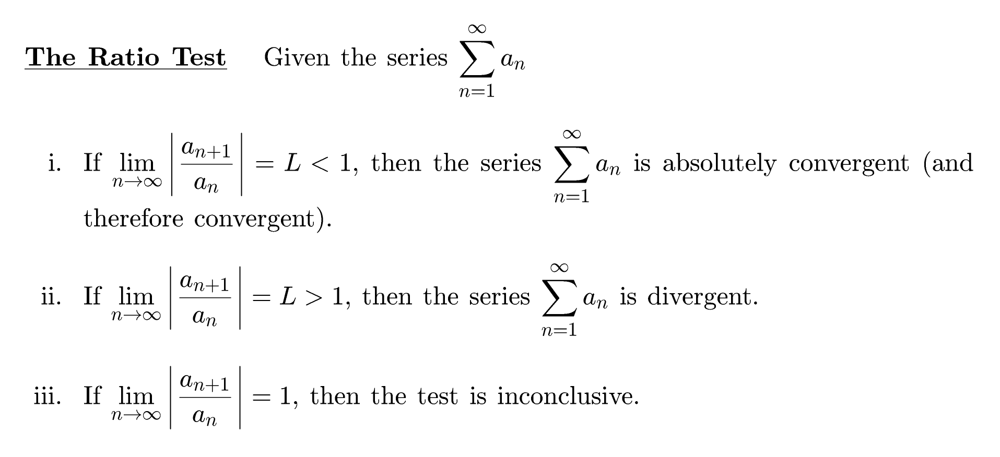 The Ratio Test Given the series $\sum_{n=1}^{\infty} a_n$
i. If $\lim_{n\to\infty} \left| \frac{a_{n+1}}{a_n} \right| = L < 1$, then the series $\sum_{n=1}^{\infty} a_n$ is absolutely convergent (and
therefore convergent).
ii. If $\lim_{n\to\infty} \left| \frac{a_{n+1}}{a_n} \right| = L > 1$, then the series $\sum_{n=1}^{\infty} a_n$ is divergent.
iii. If $\lim_{n\to\infty} \left| \frac{a_{n+1}}{a_n} \right| = 1$, then the test is inconclusive.